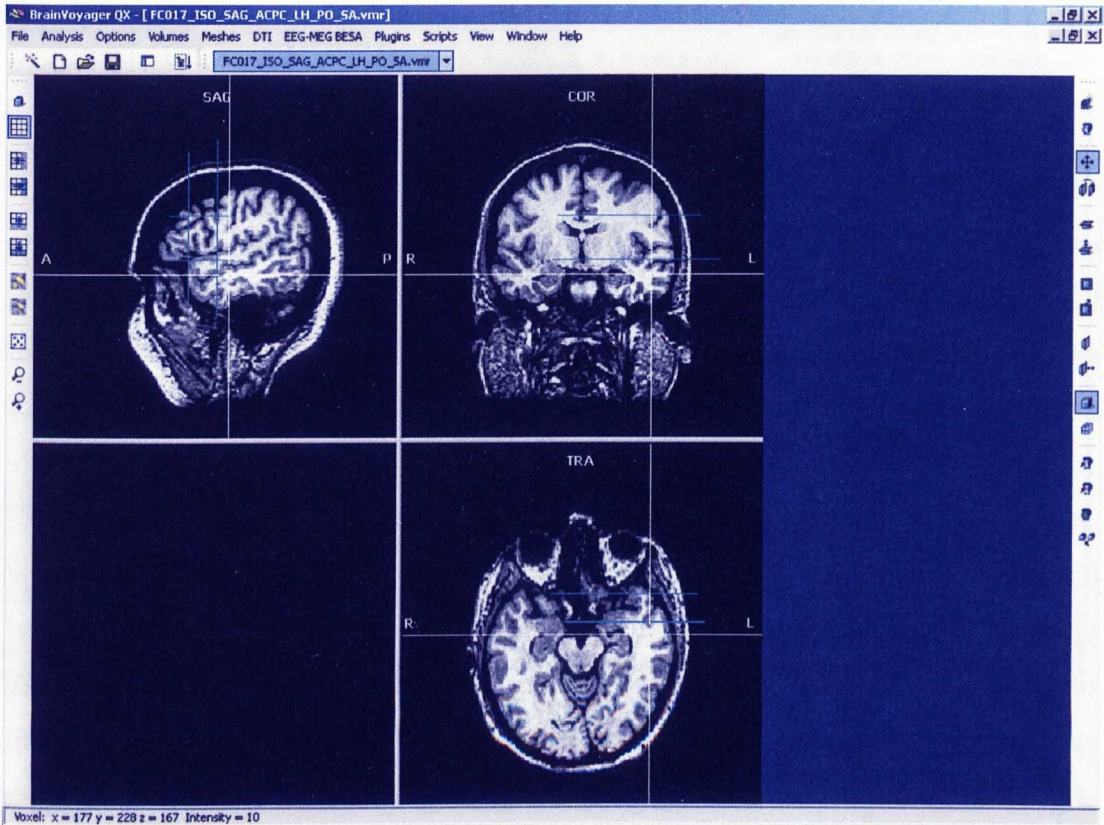 BrainVoyager QX - [ FC017_ISO_SAG_ACPC_LH_PO_SA.vmr]
File Analysis Options Volumes Meshes DTI EEG-MEG BESA Plugins Scripts View Window Help
FC017_ISO_SAG_ACPC_LH_PO_SA.vmr
SAG
COR
A
P
R
L
TRA
R
L
Voxel: x = 177 y = 228 z = 167 Intensity = 10